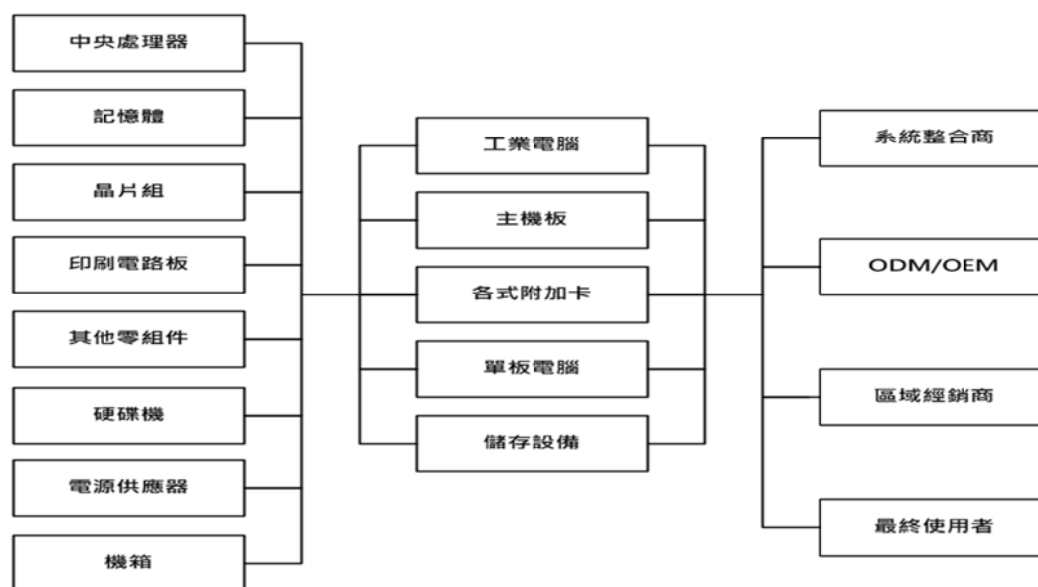 中央處理器
記憶體
晶片組
印刷電路板
其他零組件
硬碟機
電源供應器
機箱
工業電腦
主機板
各式附加卡
單板電腦
儲存設備
系統整合商
ODM/OEM
區域經銷商
最終使用者